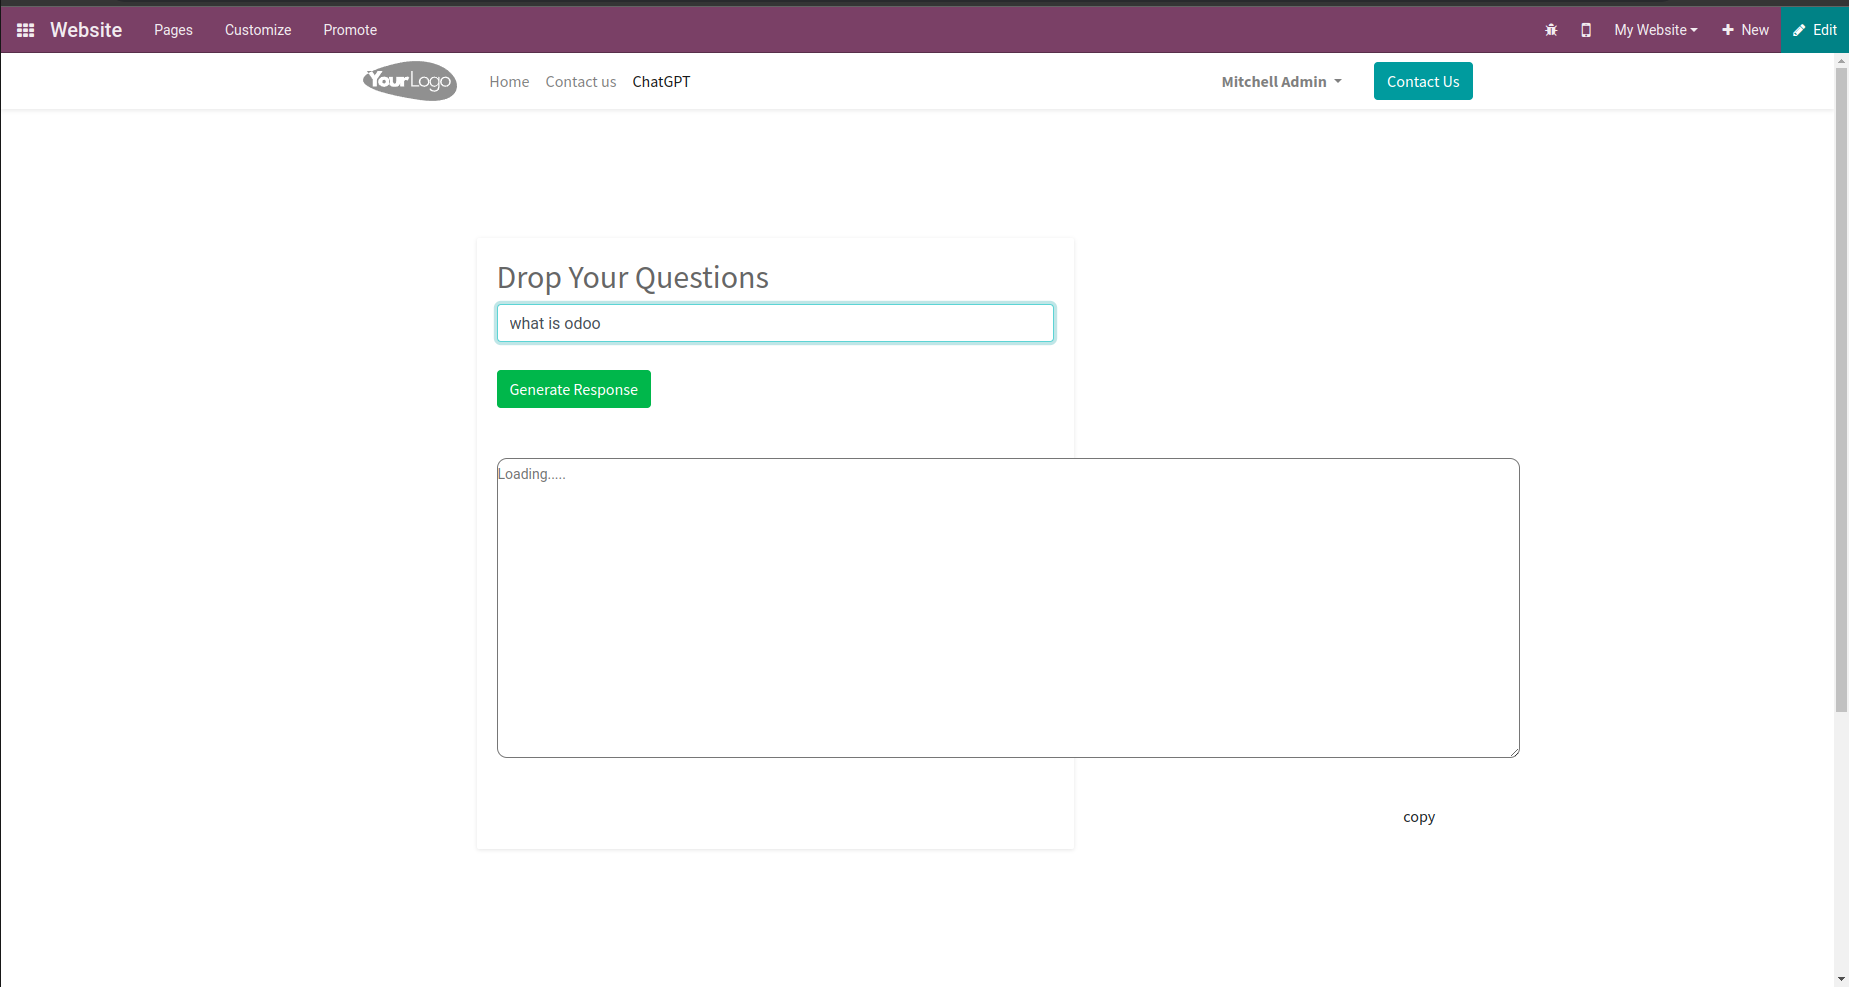 Website Pages Customize Promote My Website New Edit
YourLogo Home Contact us ChatGPT Mitchell Admin Contact Us
Drop Your Questions
what is odoo
Generate Response
Loading.....
copy